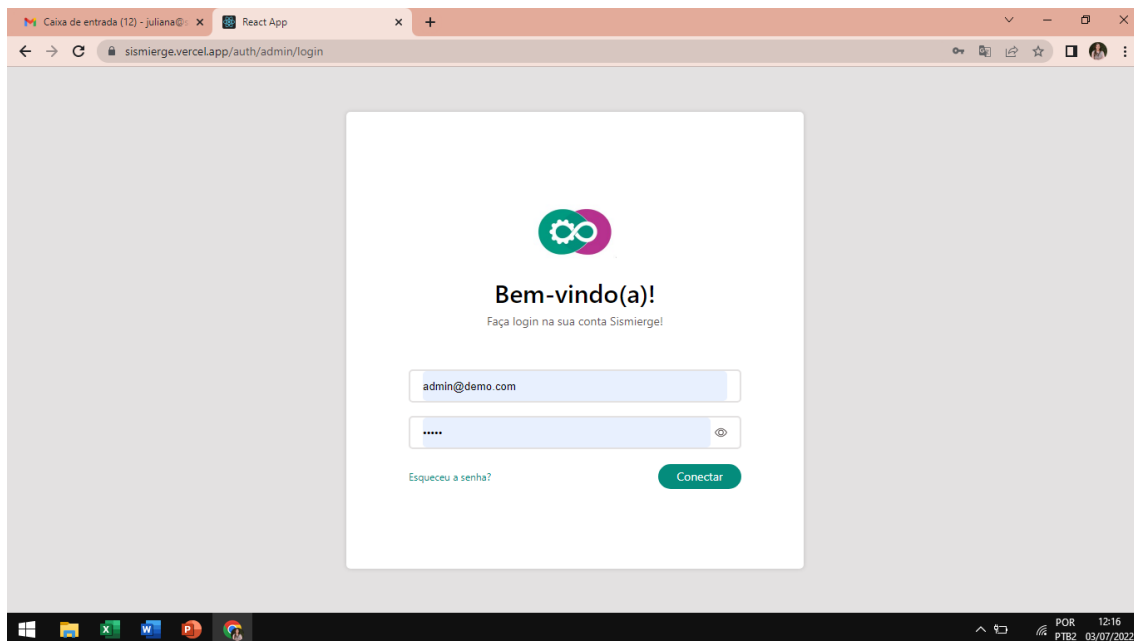 Caixa de entrada (12) - juliana@s
React App
sismierge.vercel.app/auth/admin/login
Bem-vindo(a)!
Faça login na sua conta Sismierge!
admin@demo.com
•••••
Esqueceu a senha?
Conectar
POR
12:16
PTB2
03/07/2022